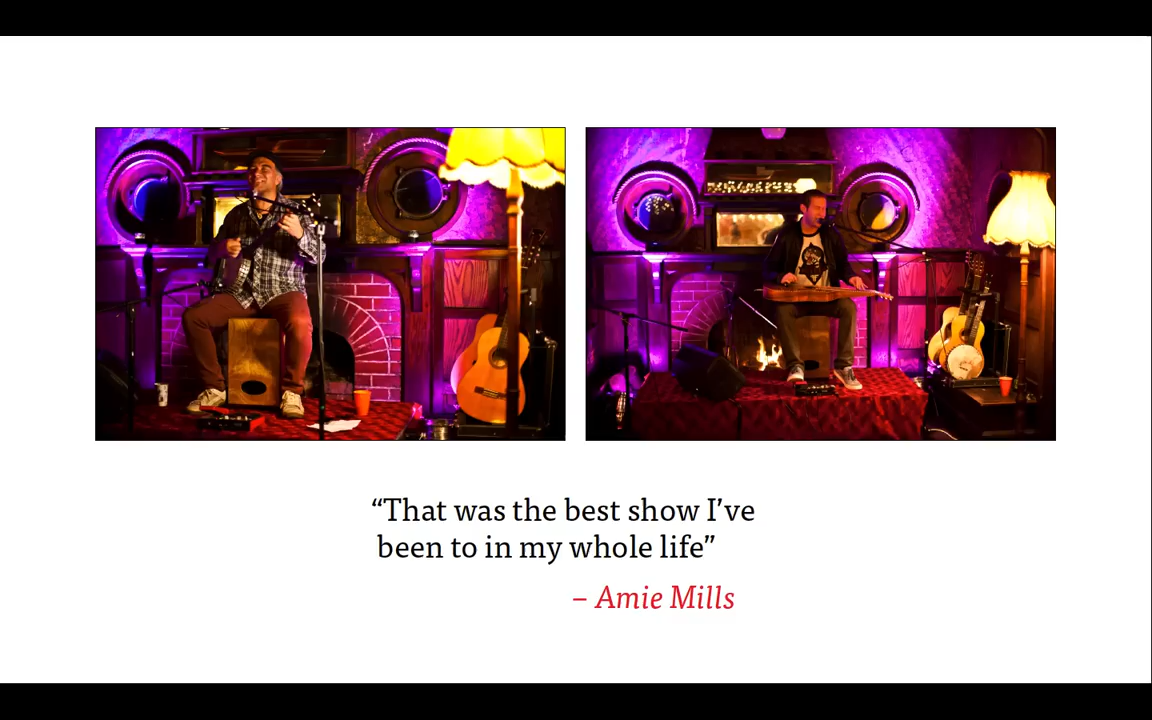 “That was the best show I’ve
been to in my whole life”
– Amie Mills